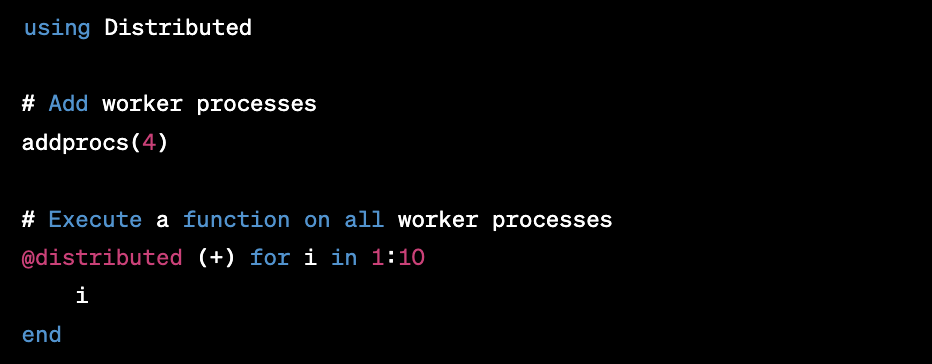 using Distributed
# Add worker processes
addprocs(4)
# Execute a function on all worker processes
@distributed (+) for i in 1:10
    i
end